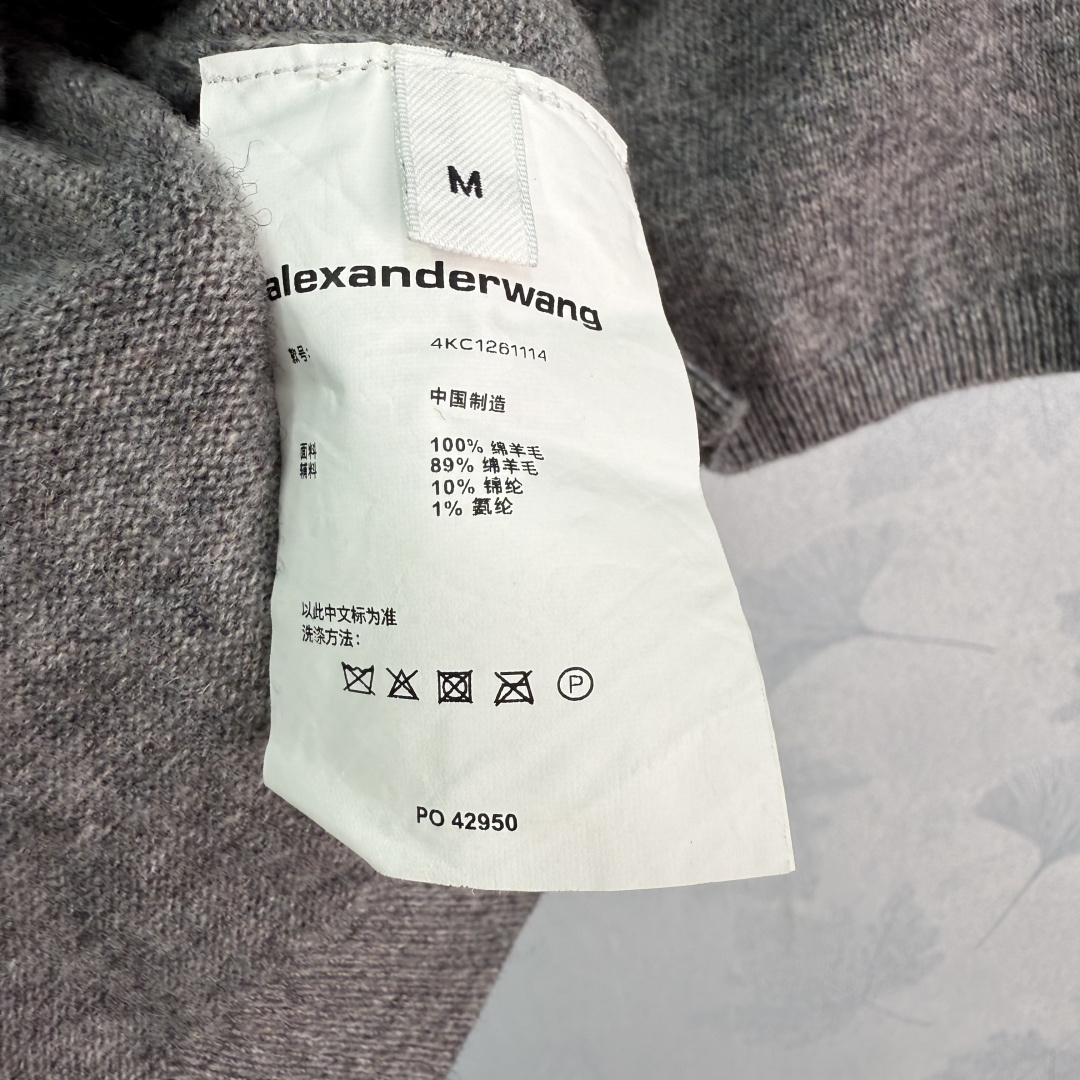 M
alexanderwang
款号: 4KC1261114
中国制造
面料 100% 绵羊毛
辅料 89% 绵羊毛
10% 锦纶
1% 氨纶
以此中文标为准
洗涤方法:
P
PO 42950